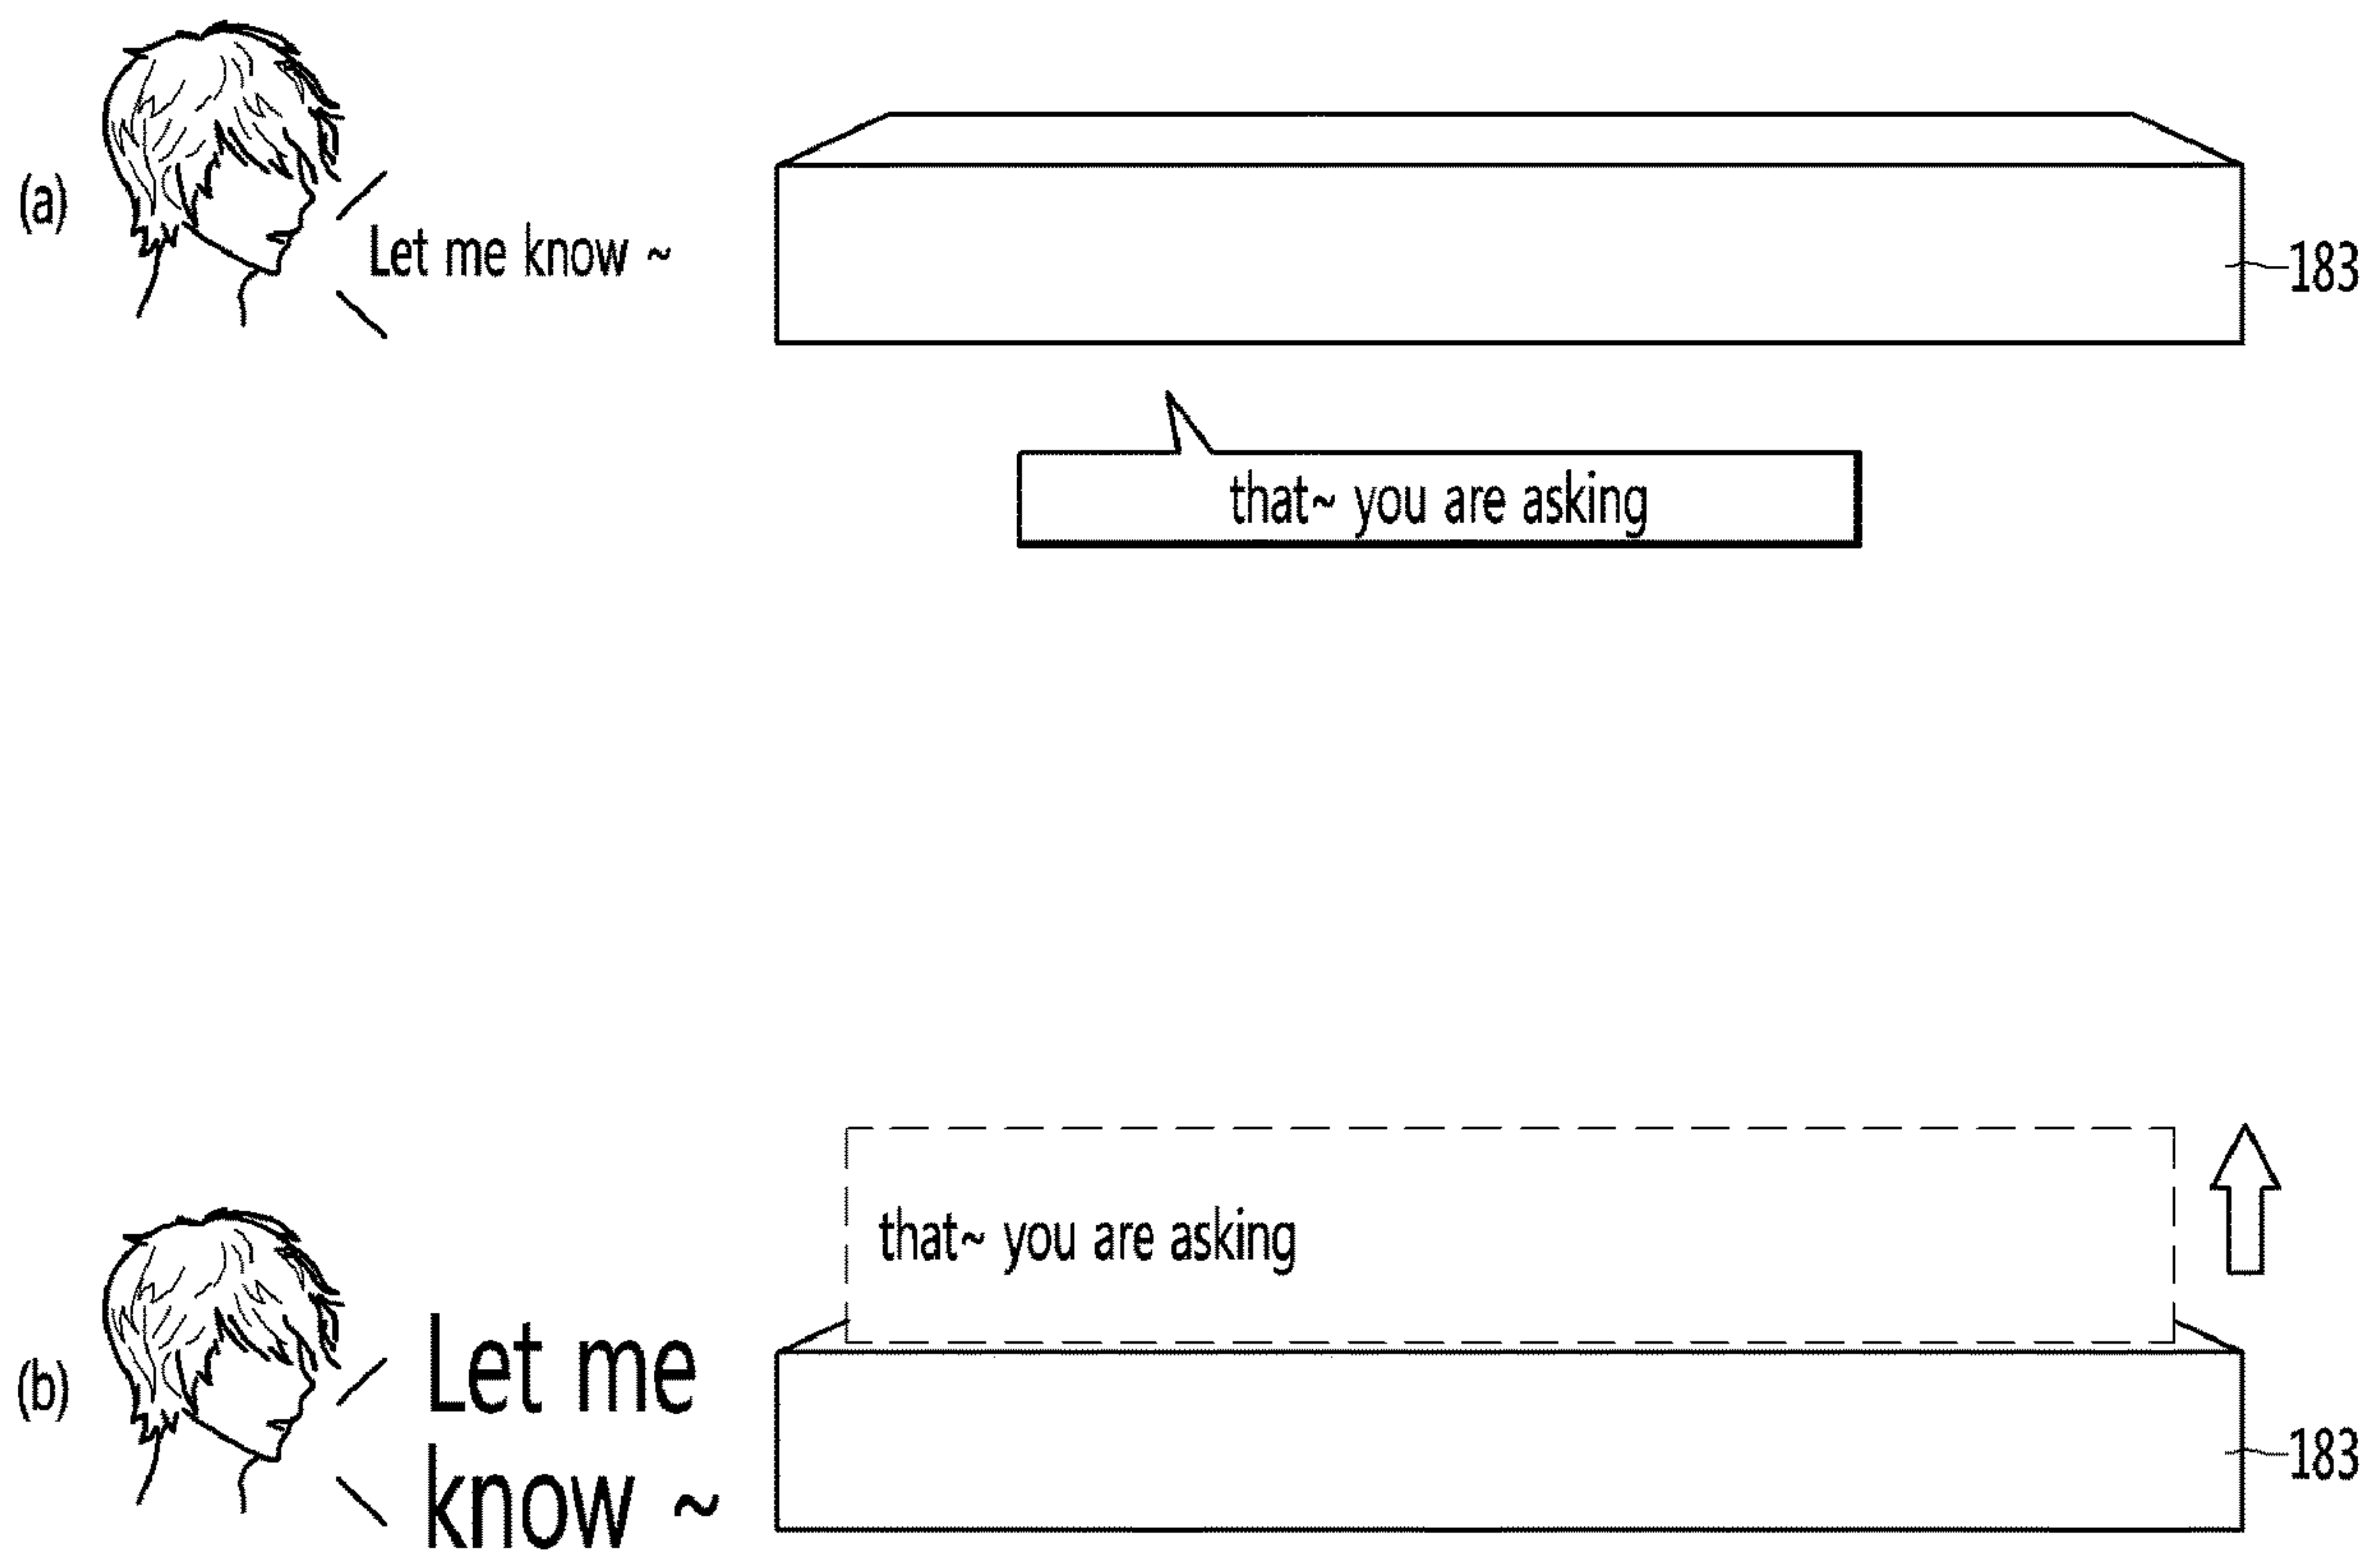 (a)
Let me know ~
183
that~ you are asking
that~ you are asking
(b)
Let me
know ~
183